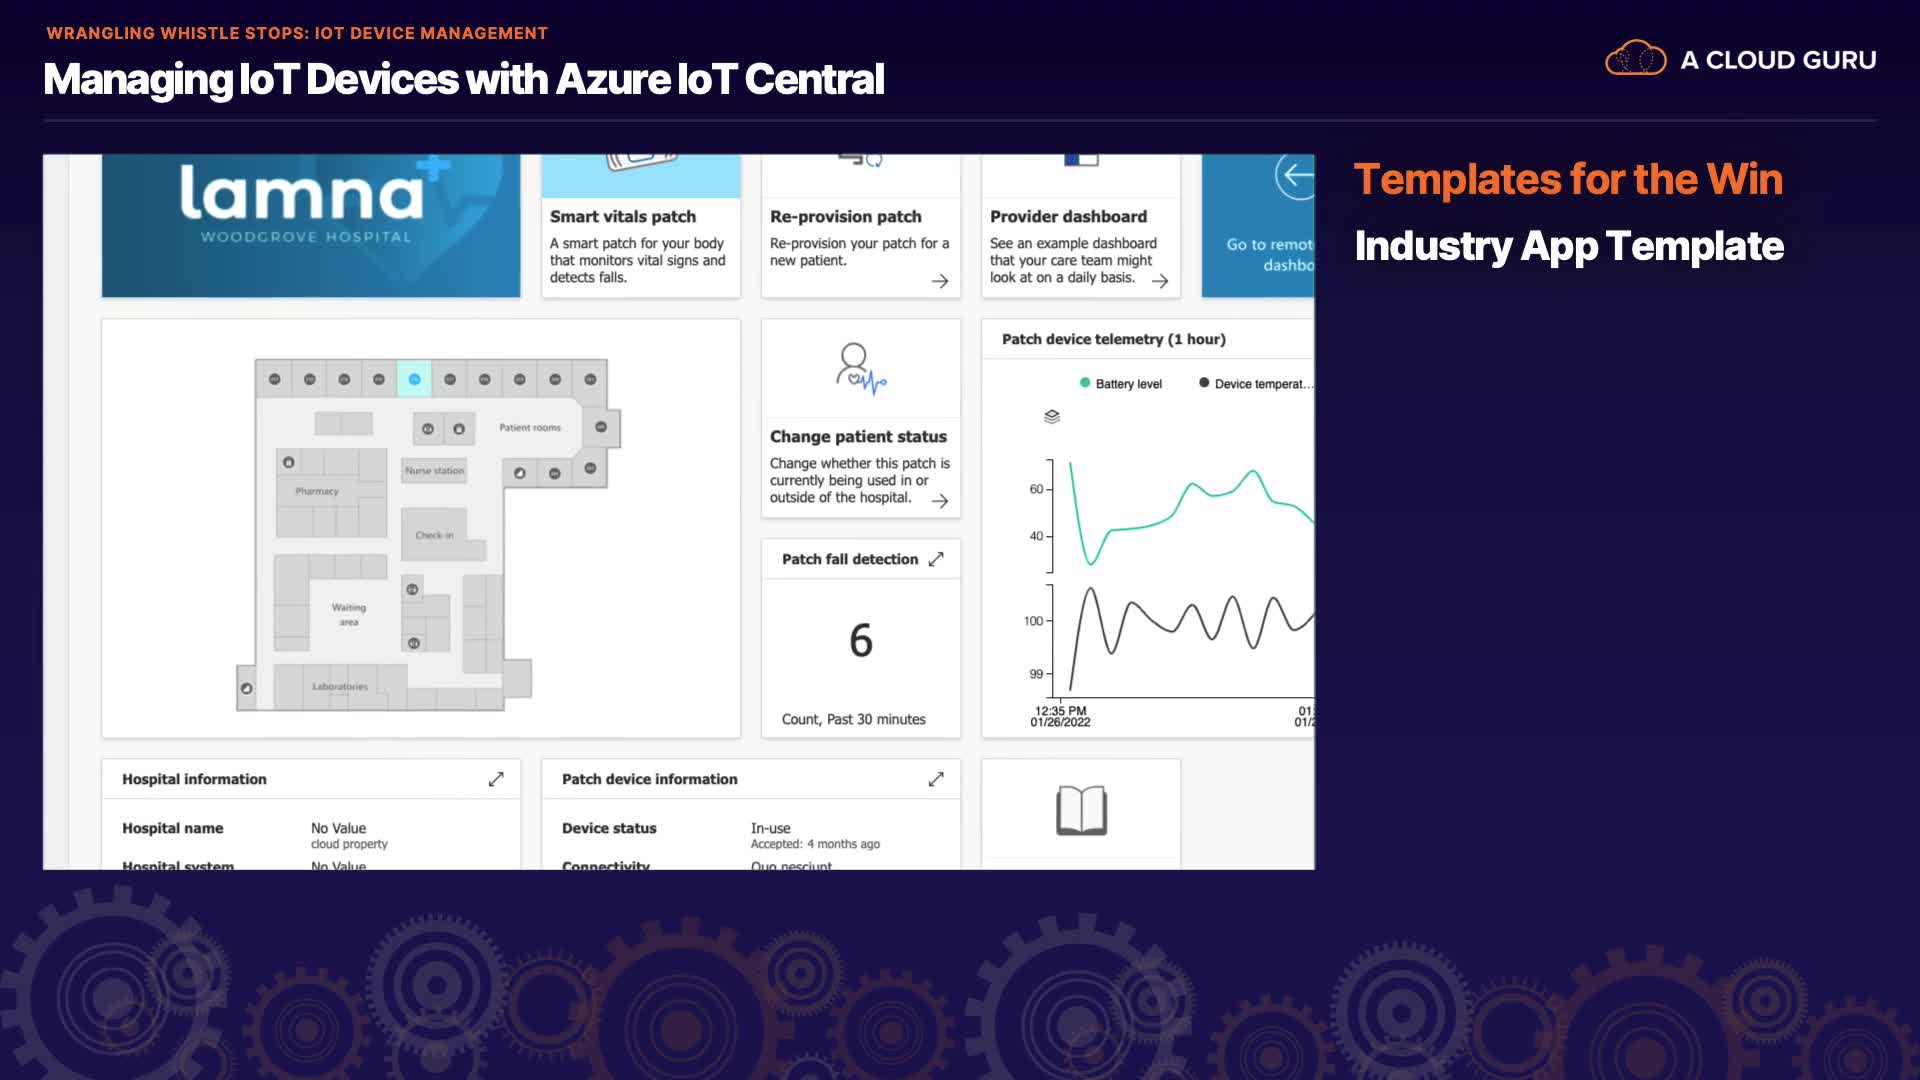 WRANGLING WHISTLE STOPS: IOT DEVICE MANAGEMENT
Managing IoT Devices with Azure IoT Central
A CLOUD GURU
Templates for the Win
Industry App Template
lamna
WOODGROVE HOSPITAL
Smart vitals patch
A smart patch for your body
that monitors vital signs and
detects falls.
Re-provision patch
Re-provision your patch for a
new patient.
Provider dashboard
See an example dashboard
that your care team might
look at on a daily basis.
Go to remot
dashbo
Patient rooms
Nurse station
Pharmacy
Check-in
Waiting
area
Laboratories
Change patient status
Change whether this patch is
currently being used in or
outside of the hospital.
Patch fall detection
6
Count, Past 30 minutes
Patch device telemetry (1 hour)
Battery level
Device temperat...
60
40
100
99
12:35 PM
01/26/2022
01:
01/2
Hospital information
Hospital name
No Value
cloud property
Hospital system
No Value
Patch device information
Device status
In-use
Accepted: 4 months ago
Connectivity
Quo nesciunt